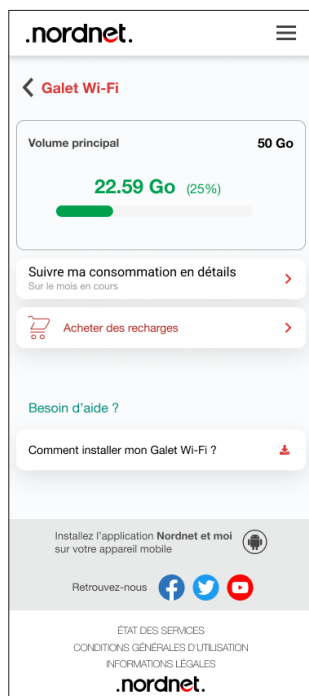 .nordnet.
Galet Wi-Fi
Volume principal 50 Go
22.59 Go (25%)
Suivre ma consommation en détails
Sur le mois en cours
Acheter des recharges
Besoin d'aide ?
Comment installer mon Galet Wi-Fi ?
Installez l'application Nordnet et moi
sur votre appareil mobile
Retrouvez-nous
ÉTAT DES SERVICES
CONDITIONS GÉNÉRALES D'UTILISATION
INFORMATIONS LÉGALES
.nordnet.